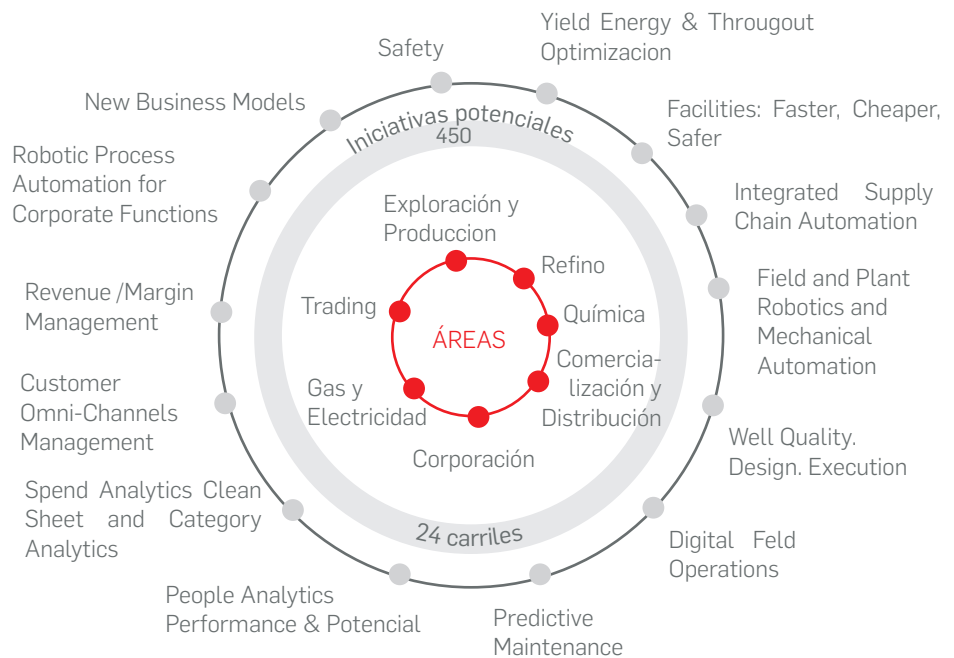 Safety
Yield Energy & Througout
Optimizacion
New Business Models
Facilities: Faster, Cheaper,
Safer
Robotic Process
Automation for
Corporate Functions
Integrated Supply
Chain Automation
Revenue /Margin
Management
Field and Plant
Robotics and
Mechanical
Automation
Customer
Omni-Channels
Management
Well Quality.
Design. Execution
Spend Analytics Clean
Sheet and Category
Analytics
Digital Feld
Operations
People Analytics
Performance & Potencial
Predictive
Maintenance
Iniciativas potenciales
450
Exploración y
Produccion
Refino
Trading
Química
ÁREAS
Comercia-
lización y
Distribución
Gas y
Electricidad
Corporación
24 carriles